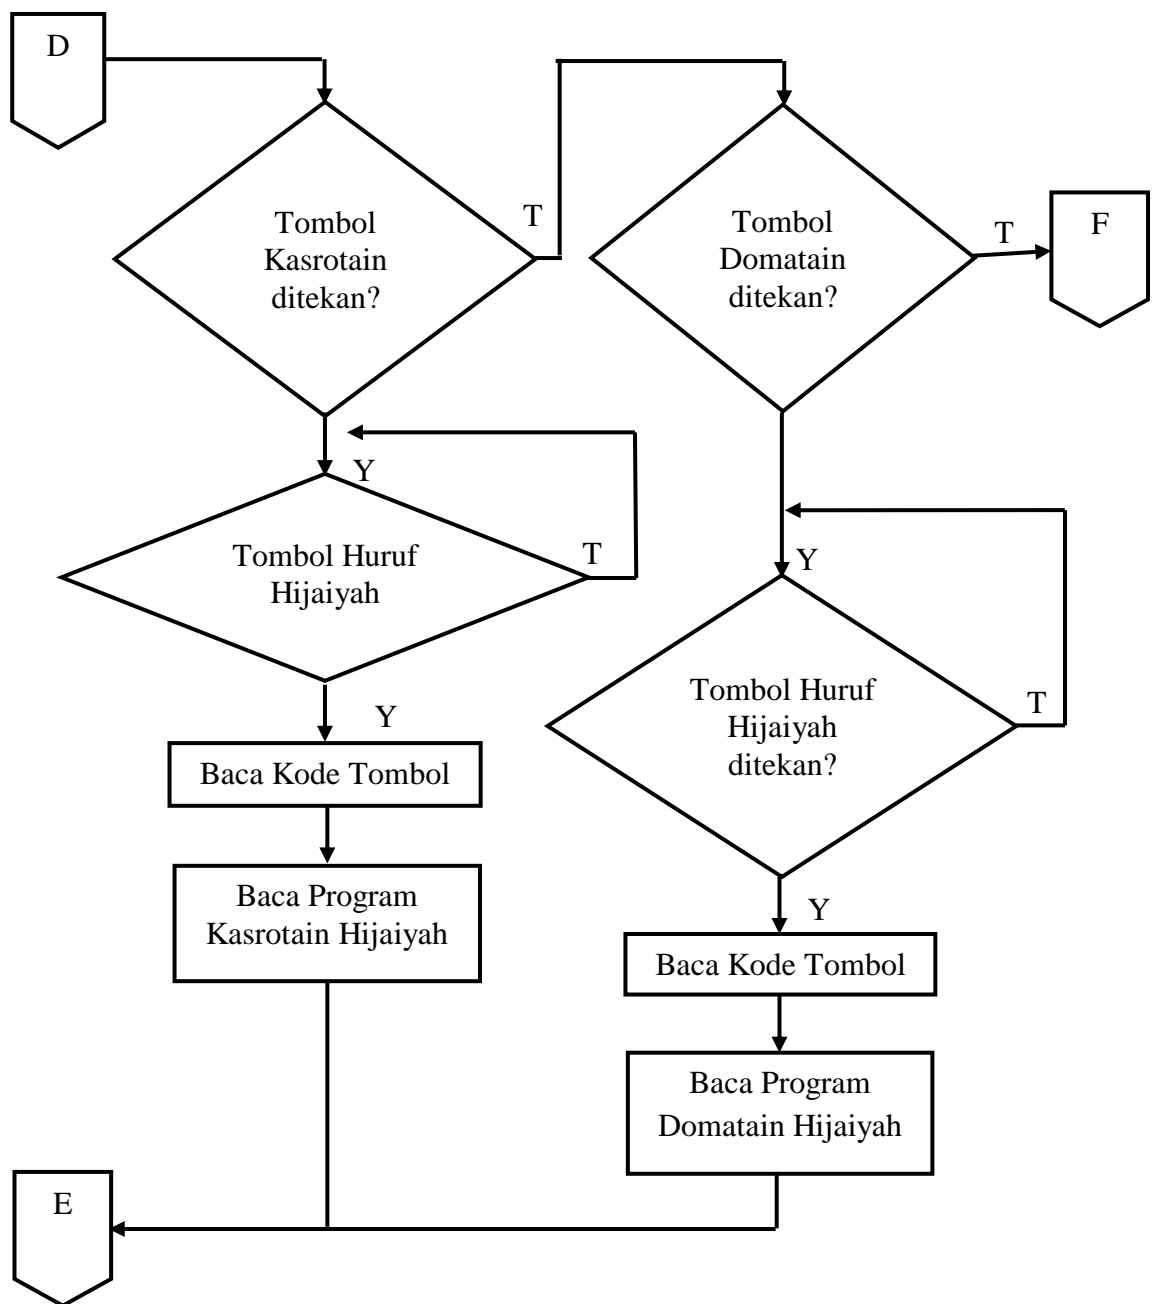 D
Tombol
Kasrotain
ditekan?
T
Tombol
Domatain
ditekan?
T
F
Y
Tombol Huruf
Hijaiyah
T
Y
Baca Kode Tombol
Baca Program
Kasrotain Hijaiyah
Y
Tombol Huruf
Hijaiyah
ditekan?
T
Y
Baca Kode Tombol
Baca Program
Domatain Hijaiyah
E